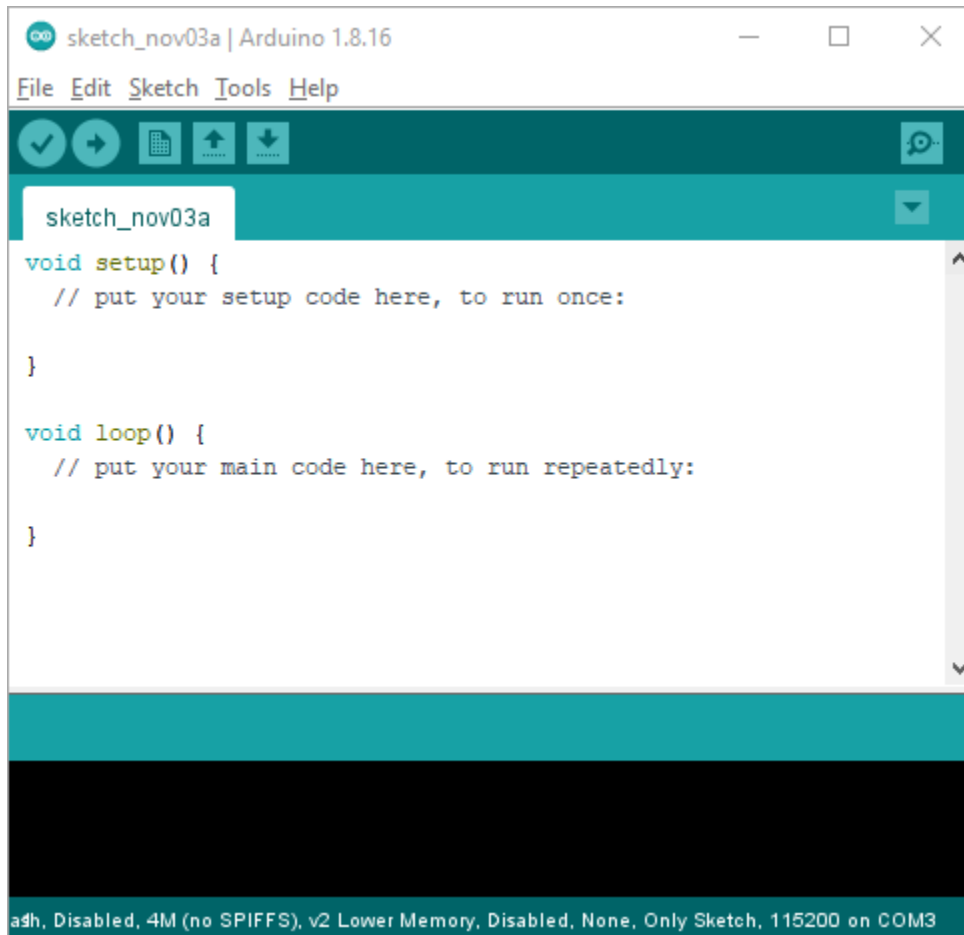 sketch_nov03a | Arduino 1.8.16
File Edit Sketch Tools Help
sketch_nov03a
void setup() {
  // put your setup code here, to run once:

}

void loop() {
  // put your main code here, to run repeatedly:

}
Disabled, 4M (no SPIFFS), v2 Lower Memory, Disabled, None, Only Sketch, 115200 on COM3